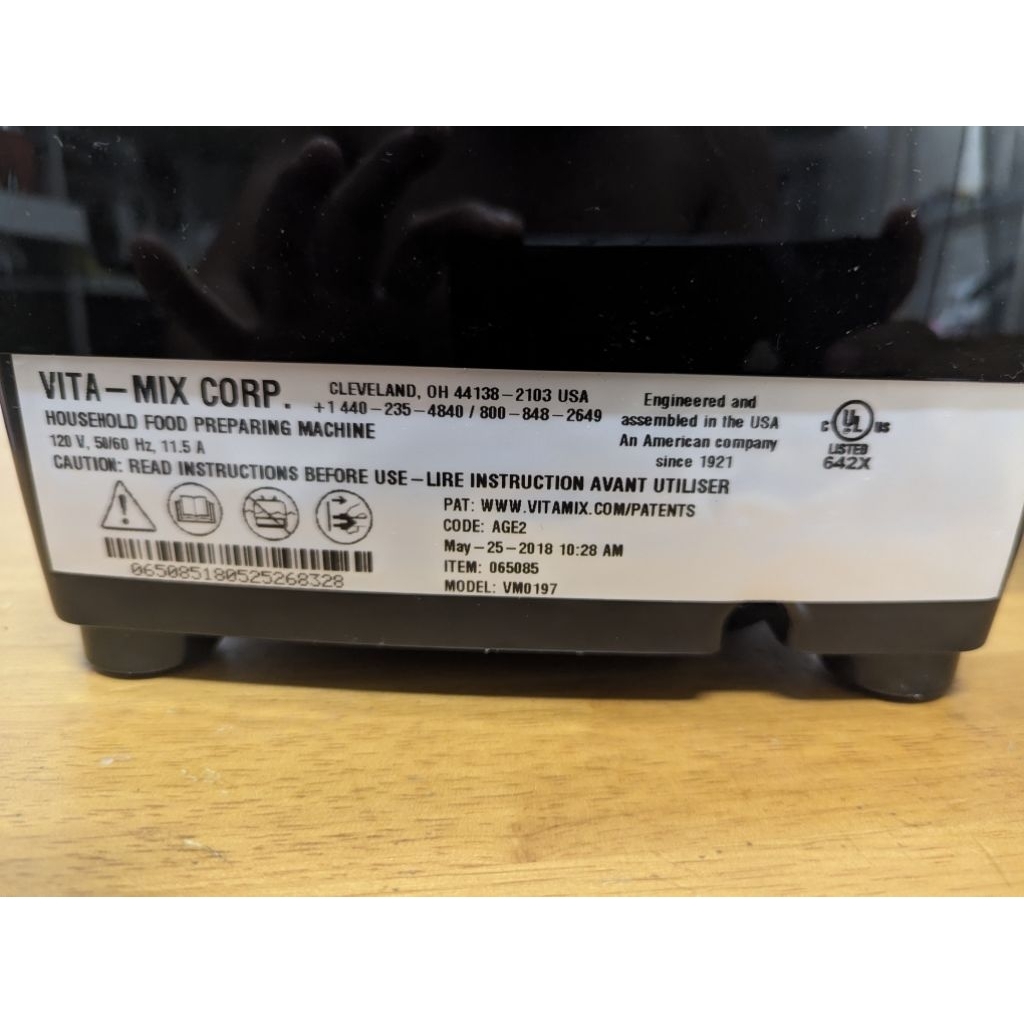 VITA-MIX CORP.
CLEVELAND, OH 44138-2103 USA
+1 440-235-4840 / 800-848-2649
HOUSEHOLD FOOD PREPARING MACHINE
120 V, 50/60 Hz, 11.5 A
CAUTION: READ INSTRUCTIONS BEFORE USE-LIRE INSTRUCTION AVANT UTILISER
Engineered and
assembled in the USA
An American company
since 1921
C UL US
LISTED
642X
PAT: WWW.VITAMIX.COM/PATENTS
CODE: AGE2
May-25-2018 10:28 AM
ITEM: 065085
MODEL: VM0197
065085180525268328